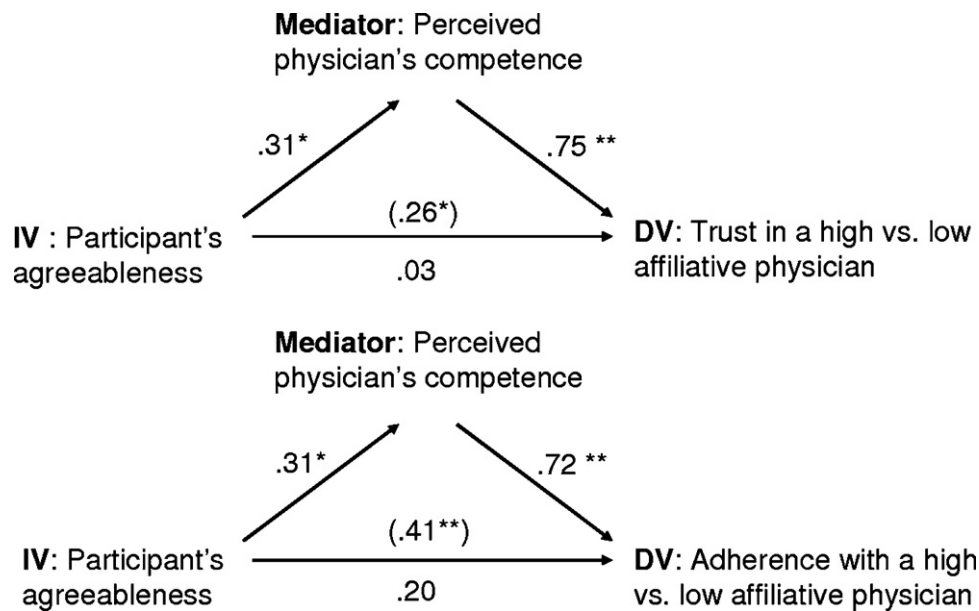 Mediator: Perceived
physician's competence
.31*
.75 **
(.26*)
IV : Participant's
agreeableness
.03
DV: Trust in a high vs. low
affiliative physician
Mediator: Perceived
physician's competence
.31*
.72 **
(.41**)
IV: Participant's
agreeableness
.20
DV: Adherence with a high
vs. low affiliative physician